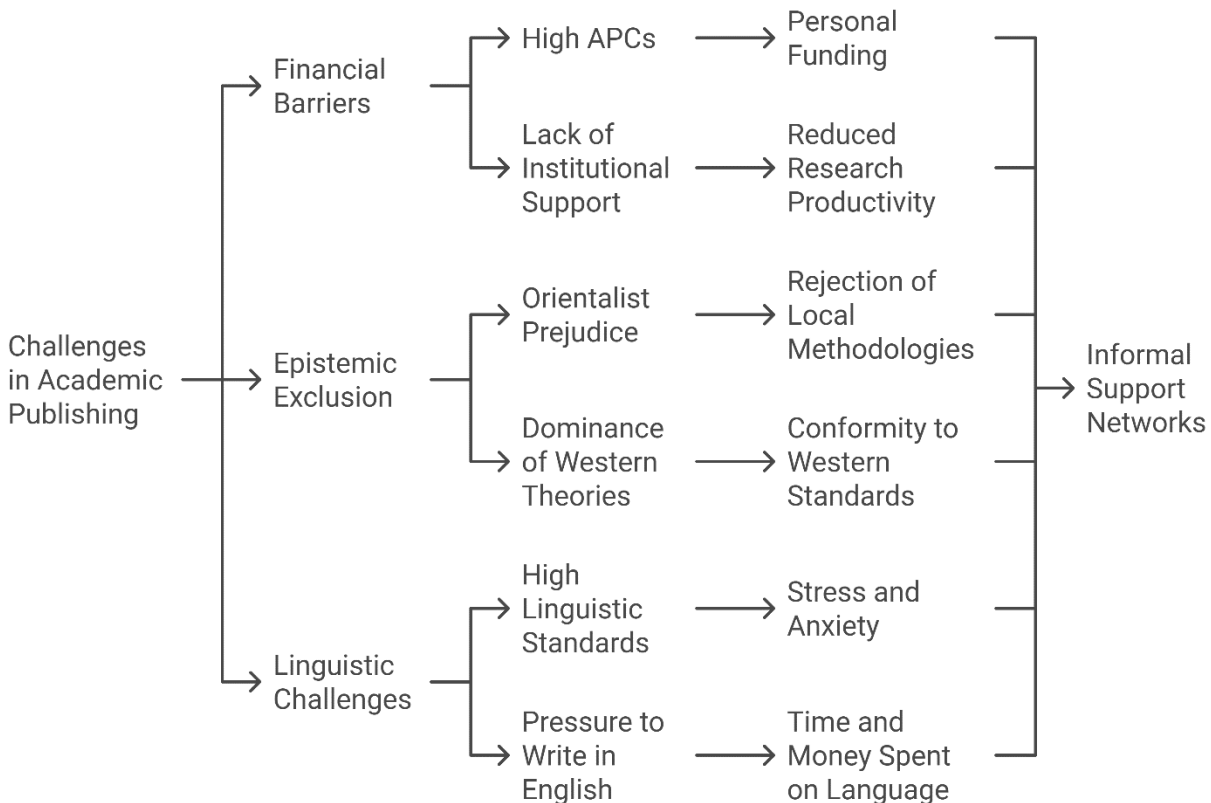 Challenges
in Academic
Publishing
Financial
Barriers
High APCs
Personal
Funding
Lack of
Institutional
Support
Reduced
Research
Productivity
Epistemic
Exclusion
Orientalist
Prejudice
Rejection of
Local
Methodologies
Dominance
of Western
Theories
Conformity to
Western
Standards
Linguistic
Challenges
High
Linguistic
Standards
Stress and
Anxiety
Pressure to
Write in
English
Time and
Money Spent
on Language
Informal
Support
Networks